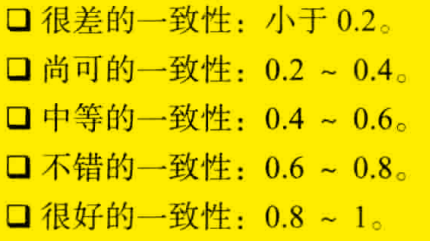 ❑ 很差的一致性：小于 0.2。
❑ 尚可的一致性：0.2 ~ 0.4。
❑ 中等的一致性：0.4 ~ 0.6。
❑ 不错的一致性：0.6 ~ 0.8。
❑ 很好的一致性：0.8 ~ 1。